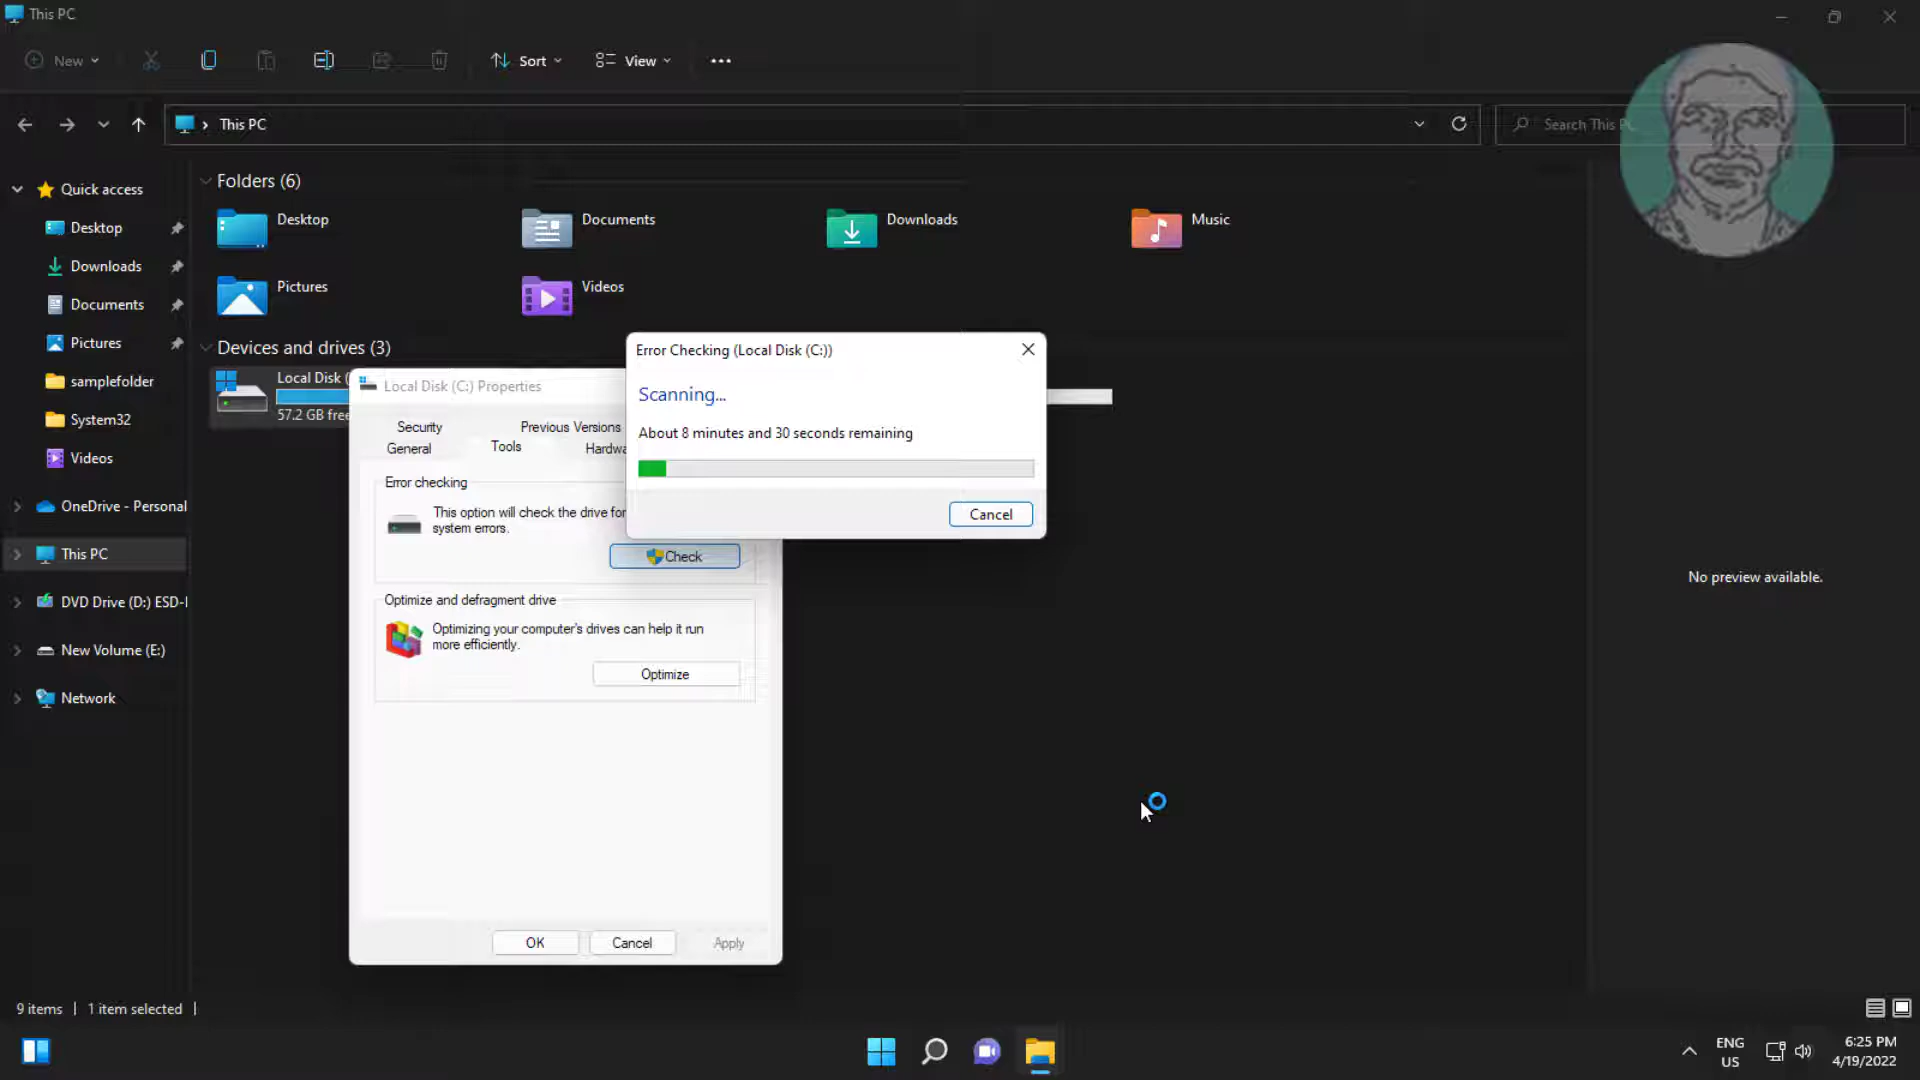 This PC
New
Sort
View
This PC
Search This PC
Quick access
Desktop
Downloads
Documents
Pictures
samplefolder
System32
Videos
OneDrive - Personal
This PC
DVD Drive (D:) ESD-I
New Volume (E:)
Network
Folders (6)
Desktop
Documents
Downloads
Music
Pictures
Videos
Devices and drives (3)
Local Disk (
57.2 GB free
Local Disk (C:) Properties
Security
Previous Versions
General
Tools
Hardwa
Error checking
This option will check the drive for
system errors.
Check
Optimize and defragment drive
Optimizing your computer's drives can help it run
more efficiently.
Optimize
OK
Cancel
Apply
Error Checking (Local Disk (C:))
Scanning...
About 8 minutes and 30 seconds remaining
Cancel
No preview available.
9 items
1 item selected
ENG
US
6:25 PM
4/19/2022